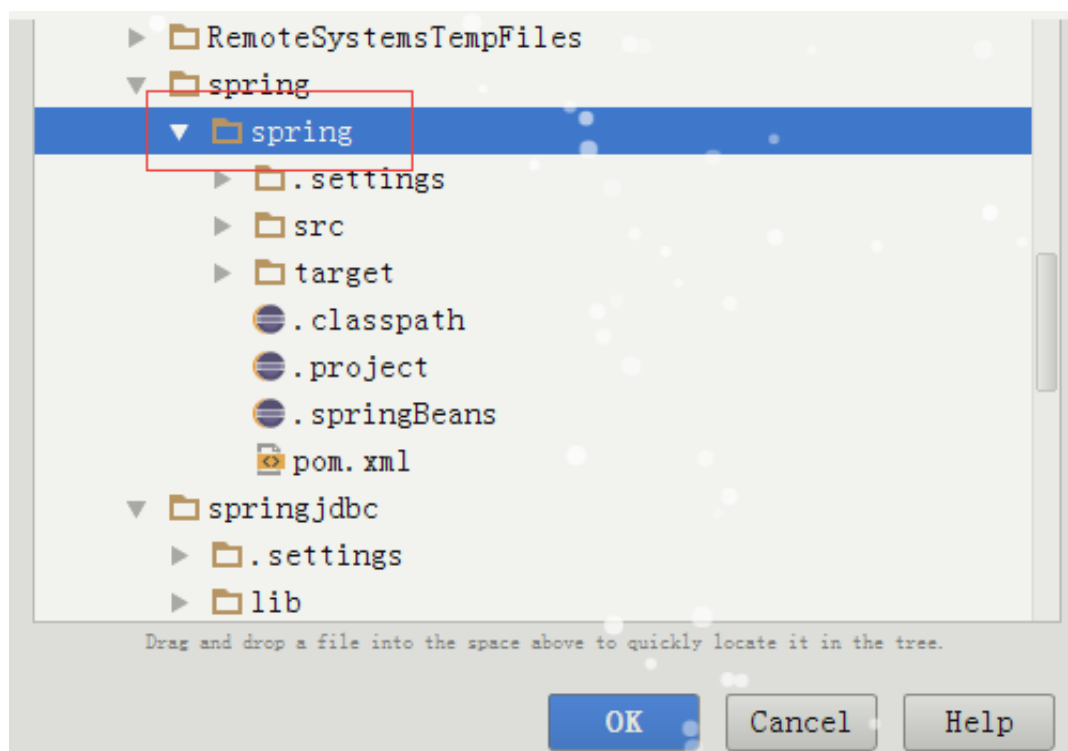 RemoteSystemsTempFiles
spring
spring
.settings
src
target
.classpath
.project
.springBeans
pom.xml
springjdbc
.settings
lib
Drag and drop a file into the space above to quickly locate it in the tree.
OK Cancel Help